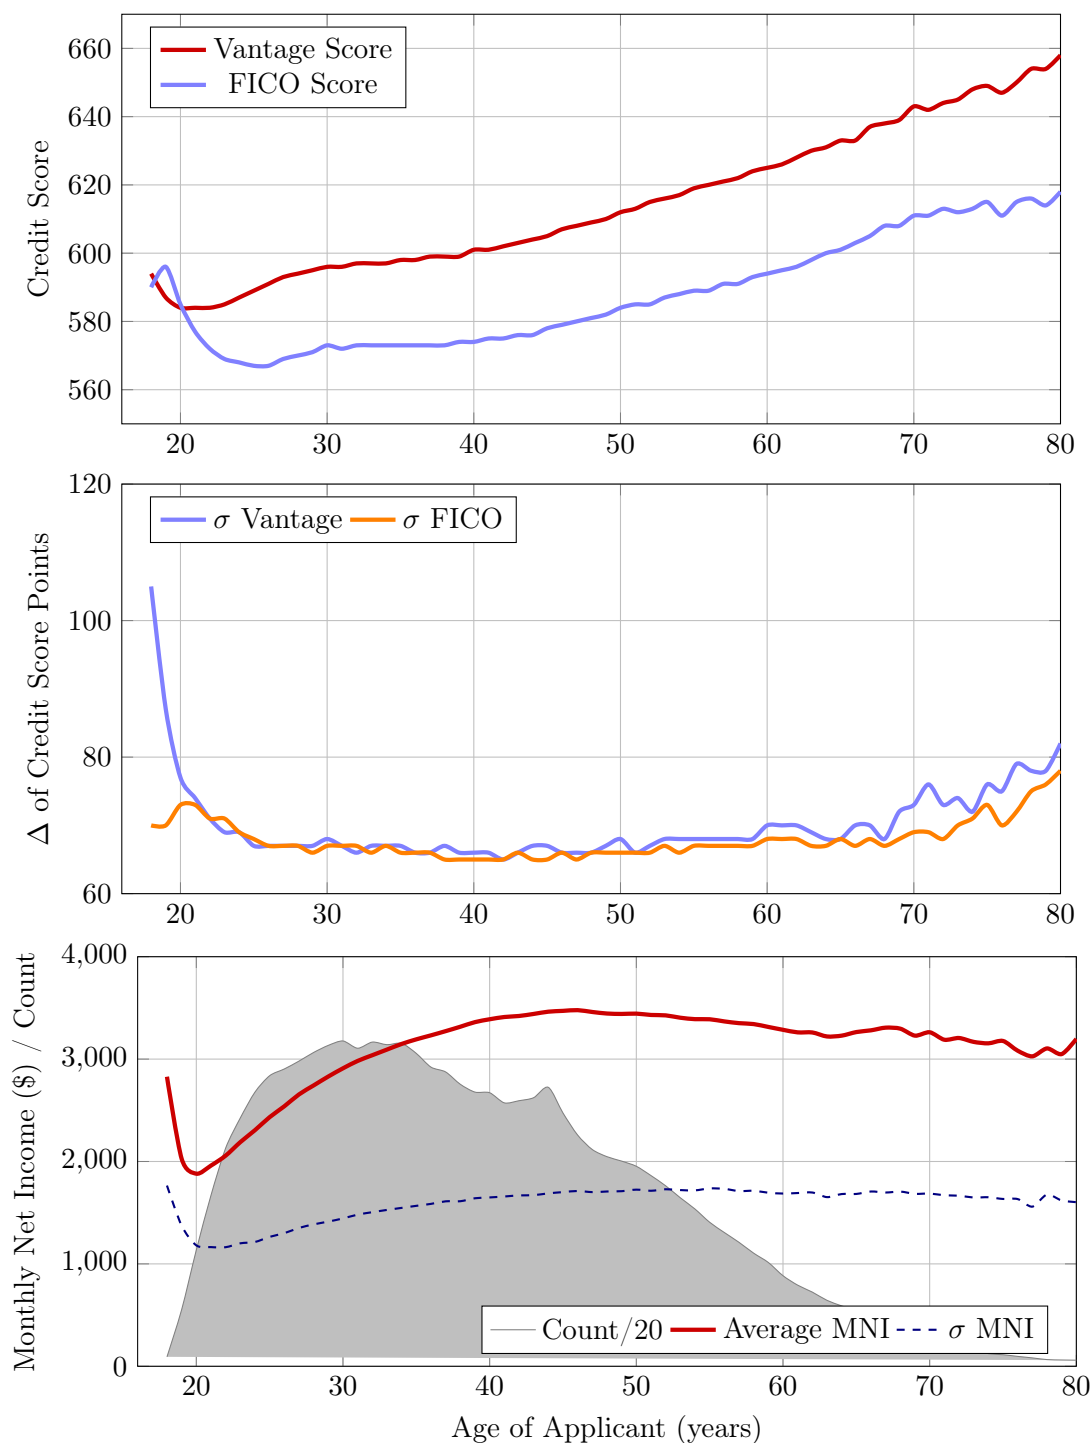 660
640
620
600
580
560
Credit Score
Vantage Score
FICO Score
20 30 40 50 60 70 80
120
100
80
60
Δ of Credit Score Points
σ Vantage σ FICO
20 30 40 50 60 70 80
4,000
3,000
2,000
1,000
0
Monthly Net Income ($) / Count
Count/20 Average MNI σ MNI
20 30 40 50 60 70 80
Age of Applicant (years)